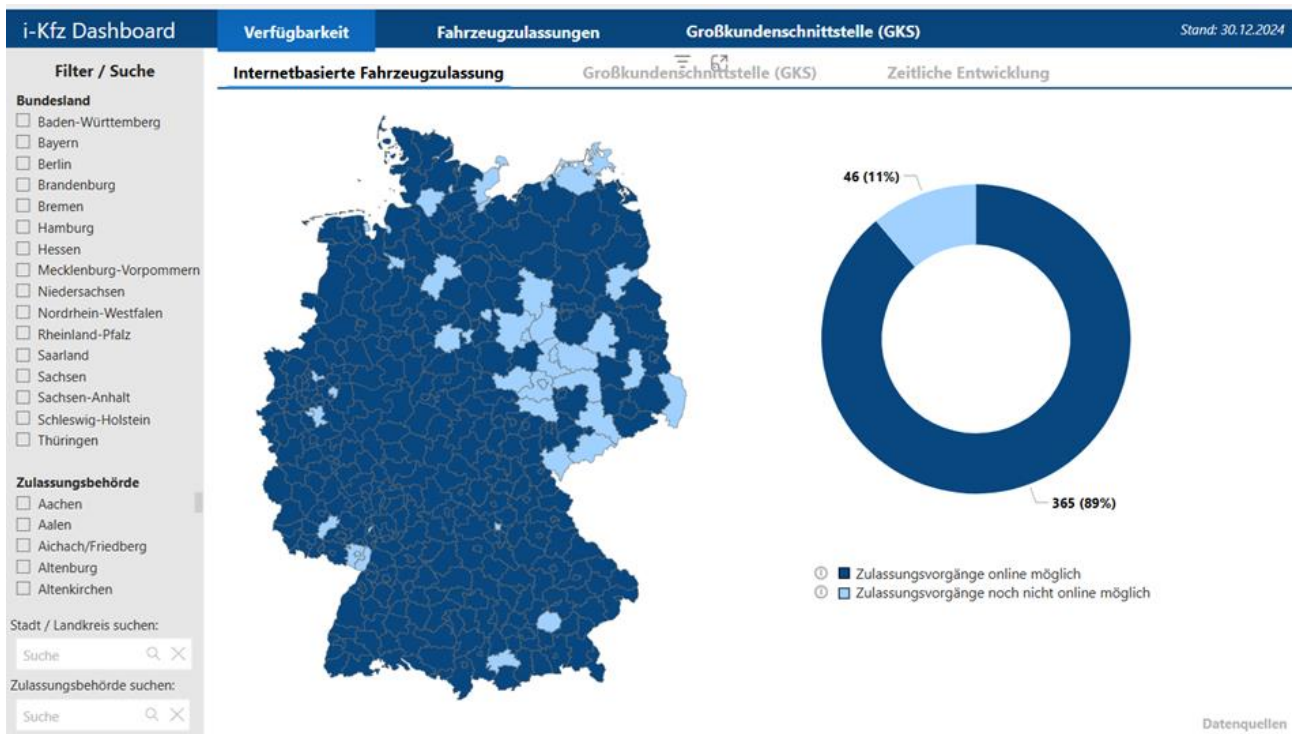 i-Kfz Dashboard
Verfügbarkeit
Fahrzeugzulassungen
Großkundenschnittstelle (GKS)
Stand: 30.12.2024
Filter / Suche
Internetbasierte Fahrzeugzulassung
Großkundenschnittstelle (GKS)
Zeitliche Entwicklung
Bundesland
Baden-Württemberg
Bayern
Berlin
Brandenburg
Bremen
Hamburg
Hessen
Mecklenburg-Vorpommern
Niedersachsen
Nordrhein-Westfalen
Rheinland-Pfalz
Saarland
Sachsen
Sachsen-Anhalt
Schleswig-Holstein
Thüringen
Zulassungsbehörde
Aachen
Aalen
Aichach/Friedberg
Altenburg
Altenkirchen
Stadt / Landkreis suchen:
Suche
Zulassungsbehörde suchen:
Suche
46 (11%)
365 (89%)
Zulassungsvorgänge online möglich
Zulassungsvorgänge noch nicht online möglich
Datenquellen